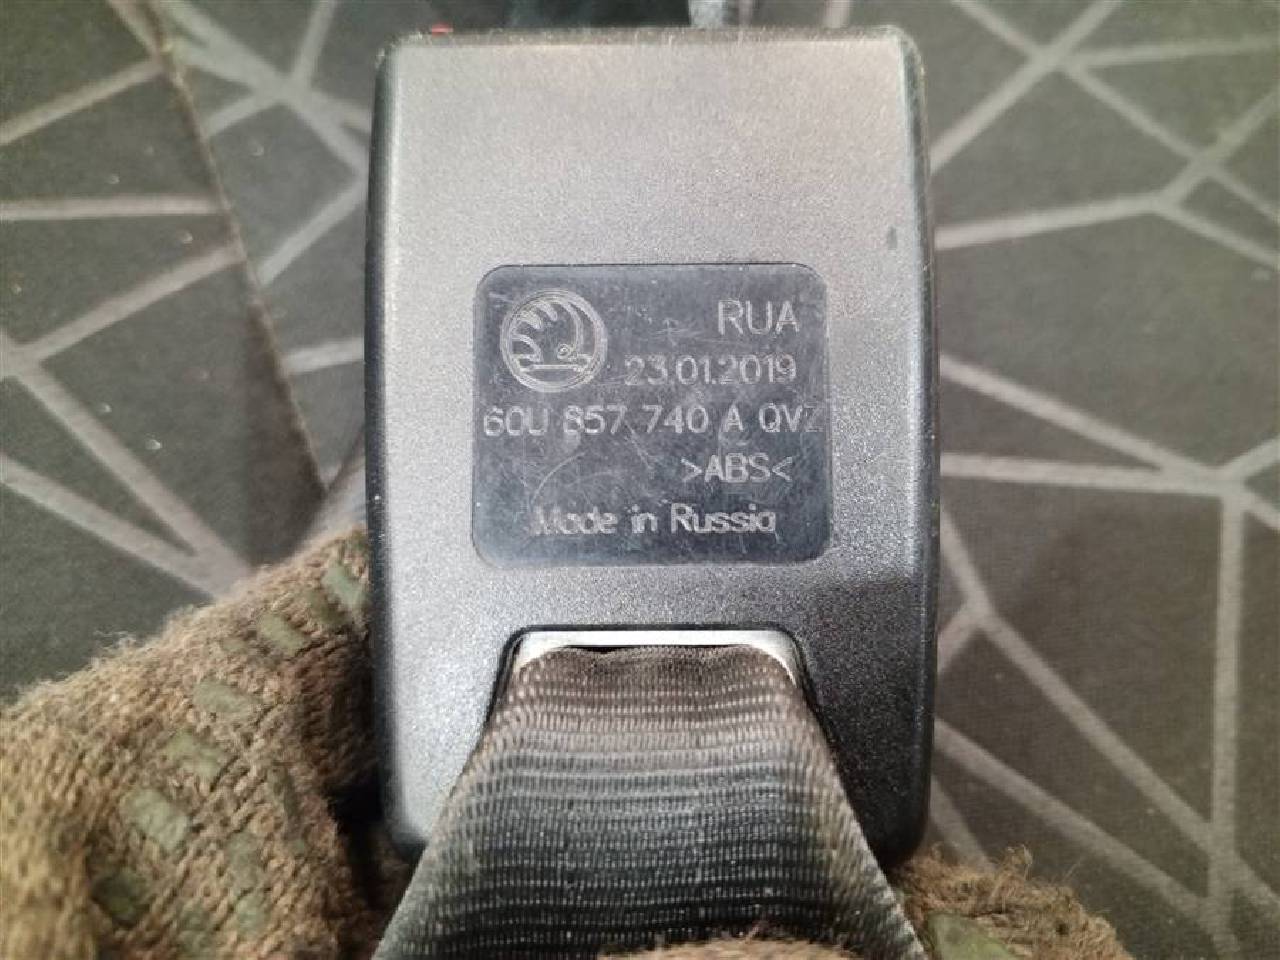 RUA
23.01.2019
60U 857 740 A QVZ
>ABS<
Made in Russia